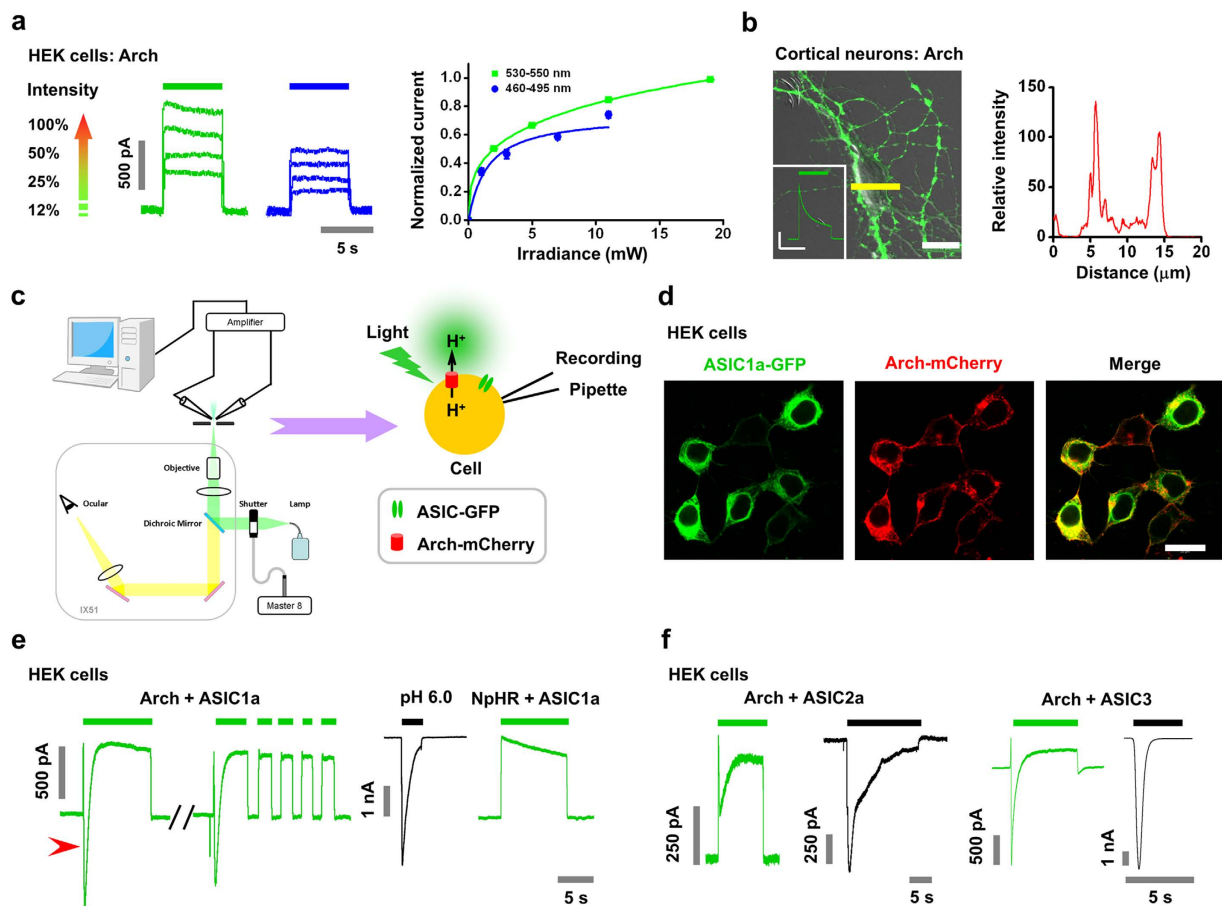 a
HEK cells: Arch
Intensity
100%
50%
25%
12%
500 pA
5 s
Normalized current
1.0
0.8
0.6
0.4
0.2
0.0
530-550 nm
460-495 nm
0 5 10 15 20
Irradiance (mW)
b
Cortical neurons: Arch
Relative intensity
150
100
50
0
0 5 10 15 20
Distance (μm)
c
Amplifier
Objective
Ocular
Shutter
Lamp
Dichroic Mirror
IX51
Master 8
Light
H+
H+
Recording
Pipette
Cell
ASIC-GFP
Arch-mCherry
d
HEK cells
ASIC1a-GFP
Arch-mCherry
Merge
e
HEK cells
Arch + ASIC1a
pH 6.0
NpHR + ASIC1a
500 pA
1 nA
5 s
f
HEK cells
Arch + ASIC2a
Arch + ASIC3
250 pA
250 pA
5 s
500 pA
1 nA
5 s